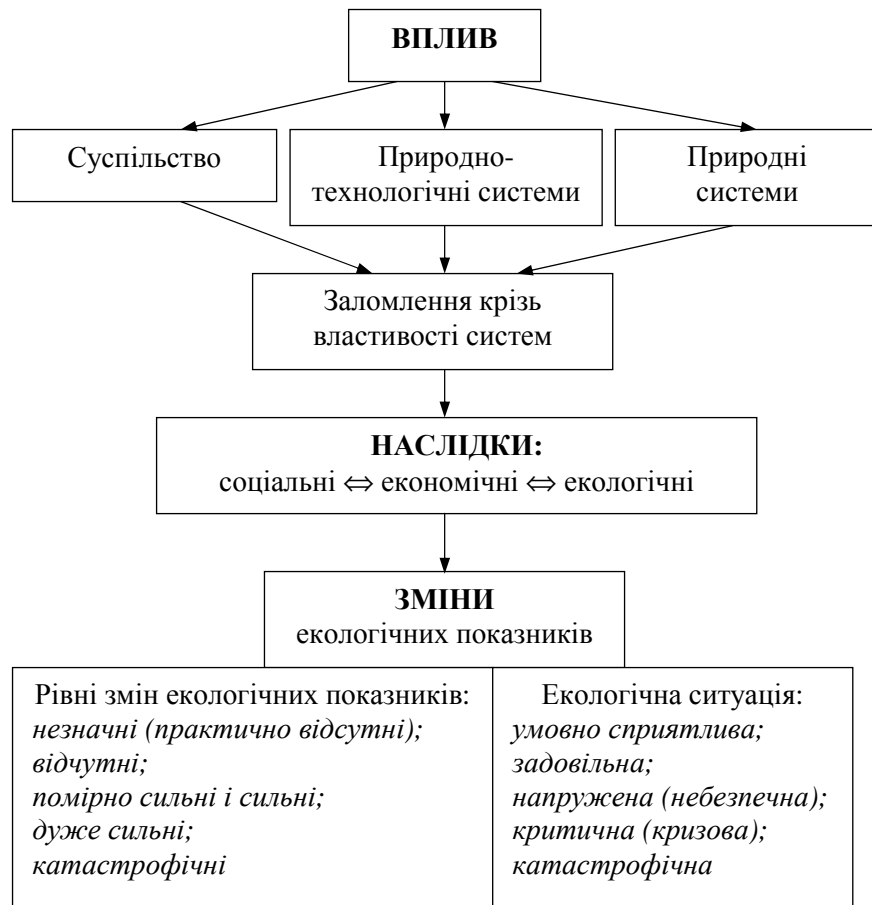 ВПЛИВ
Суспільство
Природно-
технологічні системи
Природні
системи
Заломлення крізь
властивості систем
НАСЛІДКИ:
соціальні ⇔ економічні ⇔ екологічні
ЗМІНИ
екологічних показників
Рівні змін екологічних показників:
незначні (практично відсутні);
відчутні;
помірно сильні і сильні;
дуже сильні;
катастрофічні
Екологічна ситуація:
умовно сприятлива;
задовільна;
напружена (небезпечна);
критична (кризова);
катастрофічна